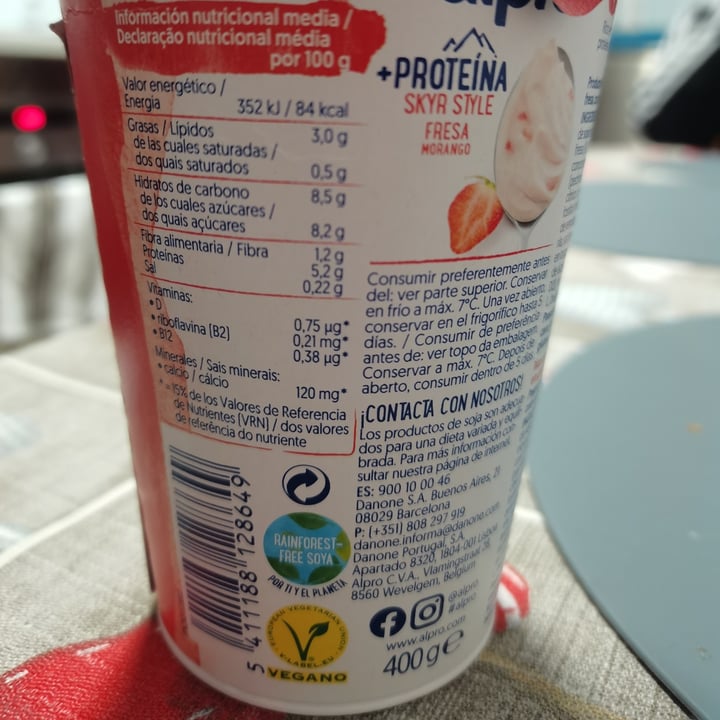 Información nutricional media /
Declaração nutricional média
por 100 g
Valor energético /
Energia 352 kJ / 84 kcal
Grasas / Lípidos 3,0 g
de las cuales saturadas /
dos quais saturados 0,5 g
Hidratos de carbono 8,5 g
de los cuales azúcares /
dos quais açúcares 8,2 g
Fibra alimentaria / Fibra 1,2 g
Proteínas 5,2 g
Sal 0,22 g
Vitaminas:
• D 0,75 µg*
• riboflavina (B2) 0,21 mg*
• B12 0,38 µg*
Minerales / Sais minerais:
• calcio / cálcio 120 mg*
* = 15% de los Valores de Referencia
de Nutrientes (VRN) / dos valores
de referência do nutriente
5 411188 128649
alpro
+PROTEÍNA
SKYR STYLE
FRESA
MORANGO
Consumir preferentemente antes
del: ver parte superior. Conservar
en frío a máx. 7°C. Una vez abierto,
conservar en el frigorífico hasta 5
días. / Consumir de preferência
antes de: ver topo da embalagem.
Conservar a máx. 7°C. Depois de
aberto, consumir dentro de 5 dias.
¡CONTACTA CON NOSOTROS!
Los productos de soja son adecua-
dos para una dieta variada y equili-
brada. Para más información con-
sultar nuestra página de internet.
ES: 900 10 00 46
Danone S.A. Buenos Aires, 21
08029 Barcelona
P: (+351) 808 297 919
danone.informa@danone.com
Danone Portugal, S.A.
Apartado 8320, 1804-001 Lisboa
Alpro C.V.A., Vlamingstraat 28,
8560 Wevelgem, Belgium
@alpro
#alpro
www.alpro.com
400 g e
RAINFOREST-
FREE SOYA
POR TI Y EL PLANETA
EUROPEAN VEGETARIAN UNION
V-LABEL.EU
VEGANO